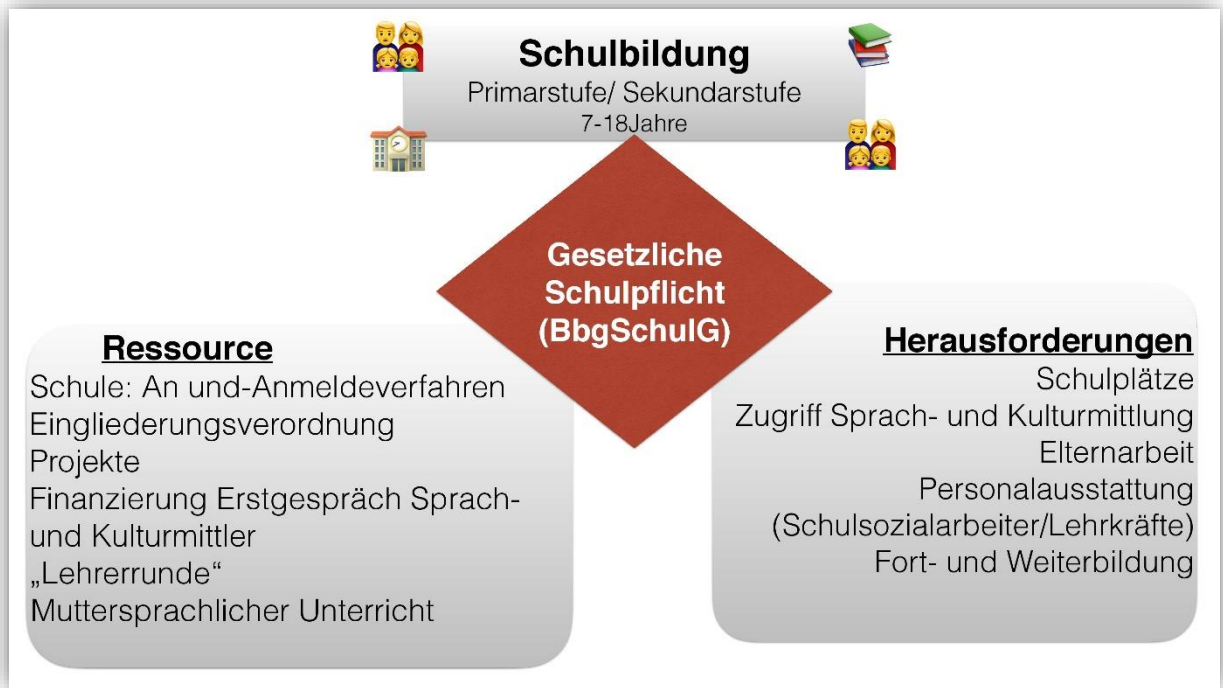 Schulbildung
Primarstufe/ Sekundarstufe
7-18Jahre
Gesetzliche
Schulpflicht
(BbgSchulG)
Ressource
Schule: An und-Anmeldeverfahren
Eingliederungsverordnung
Projekte
Finanzierung Erstgespräch Sprach-
und Kulturmittler
„Lehrerrunde“
Muttersprachlicher Unterricht
Herausforderungen
Schulplätze
Zugriff Sprach- und Kulturmittlung
Elternarbeit
Personalausstattung
(Schulsozialarbeiter/Lehrkräfte)
Fort- und Weiterbildung